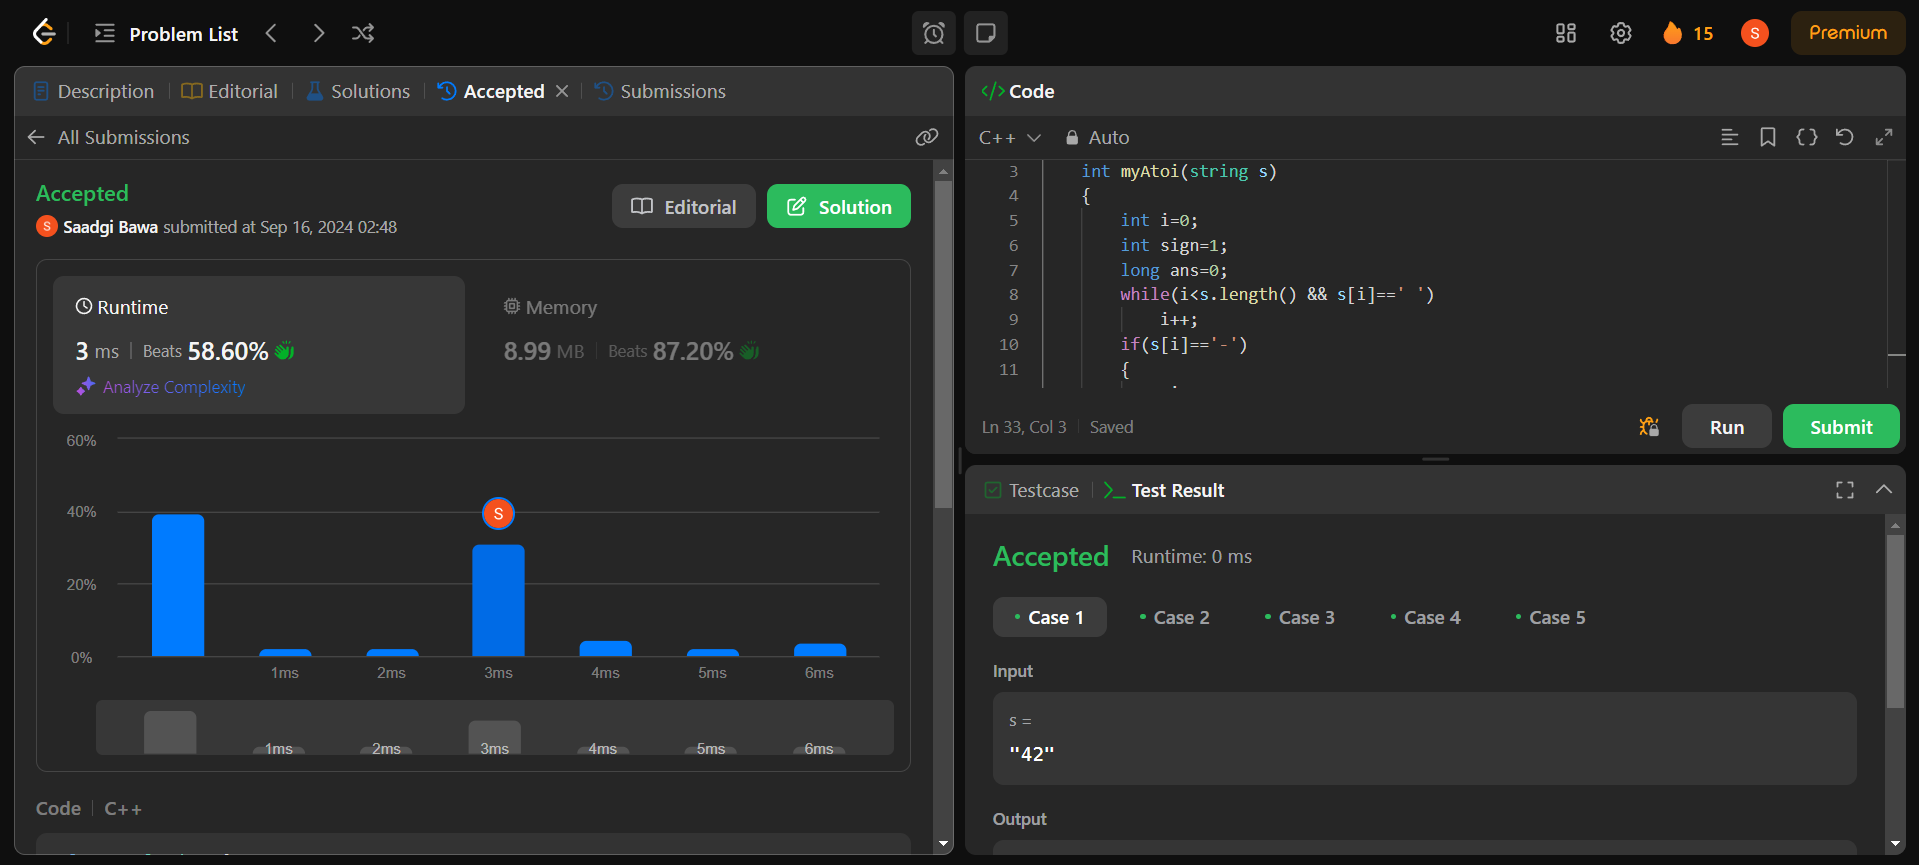 Problem List
15
S
Premium
Description
Editorial
Solutions
Accepted
Submissions
All Submissions
Accepted
Editorial
Solution
S
Saadgi Bawa submitted at Sep 16, 2024 02:48
Runtime
3 ms
Beats 58.60%
Analyze Complexity
Memory
8.99 MB
Beats 87.20%
60%
40%
20%
0%
S
1ms
2ms
3ms
4ms
5ms
6ms
1ms
2ms
3ms
4ms
5ms
6ms
Code
C++
</> Code
C++
Auto
3 int myAtoi(string s)
4 {
5 int i=0;
6 int sign=1;
7 long ans=0;
8 while(i<s.length() && s[i]==' ')
9 i++;
10 if(s[i]=='-')
11 {
Ln 33, Col 3
Saved
Run
Submit
Testcase
Test Result
Accepted
Runtime: 0 ms
Case 1
Case 2
Case 3
Case 4
Case 5
Input
s =
"42"
Output